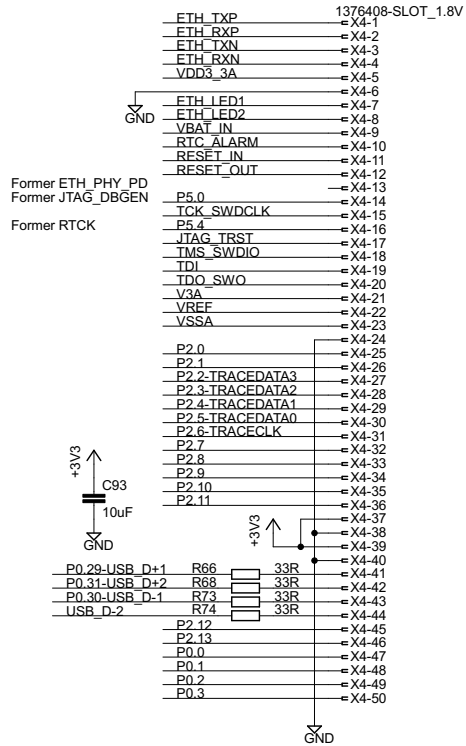 1376408-SLOT_1.8V
ETH_TXP X4-1
ETH_RXP X4-2
ETH_TXN X4-3
ETH_RXN X4-4
VDD3_3A X4-5
X4-6
GND
ETH_LED1 X4-7
ETH_LED2 X4-8
VBAT_IN X4-9
RTC_ALARM X4-10
RESET_IN X4-11
RESET_OUT X4-12
Former ETH_PHY_PD X4-13
Former JTAG_DBGEN P5.0 X4-14
TCK_SWDCLK X4-15
Former RTCK P5.4 X4-16
JTAG_TRST X4-17
TMS_SWDIO X4-18
TDI X4-19
TDO_SWO X4-20
V3A X4-21
VREF X4-22
VSSA X4-23
X4-24
P2.0 X4-25
P2.1 X4-26
P2.2-TRACEDATA3 X4-27
P2.3-TRACEDATA2 X4-28
P2.4-TRACEDATA1 X4-29
P2.5-TRACEDATA0 X4-30
P2.6-TRACECLK X4-31
P2.7 X4-32
P2.8 X4-33
P2.9 X4-34
P2.10 X4-35
P2.11 X4-36
+3V3
C93
10uF
GND
+3V3
X4-37
X4-38
X4-39
X4-40
P0.29-USB_D+1 R66 33R X4-41
P0.31-USB_D+2 R68 33R X4-42
P0.30-USB_D-1 R73 33R X4-43
USB_D-2 R74 33R X4-44
P2.12 X4-45
P2.13 X4-46
P0.0 X4-47
P0.1 X4-48
P0.2 X4-49
P0.3 X4-50
GND